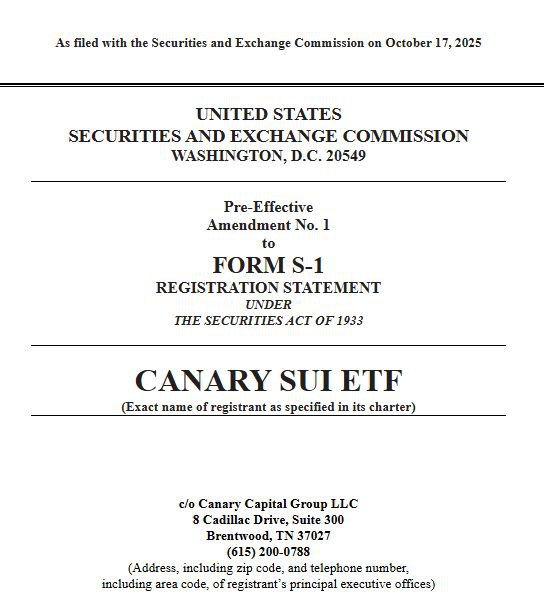 As filed with the Securities and Exchange Commission on October 17, 2025
UNITED STATES
SECURITIES AND EXCHANGE COMMISSION
WASHINGTON, D.C. 20549
Pre-Effective
Amendment No. 1
to
FORM S-1
REGISTRATION STATEMENT
UNDER
THE SECURITIES ACT OF 1933
CANARY SUI ETF
(Exact name of registrant as specified in its charter)
c/o Canary Capital Group LLC
8 Cadillac Drive, Suite 300
Brentwood, TN 37027
(615) 200-0788
(Address, including zip code, and telephone number,
including area code, of registrant’s principal executive offices)